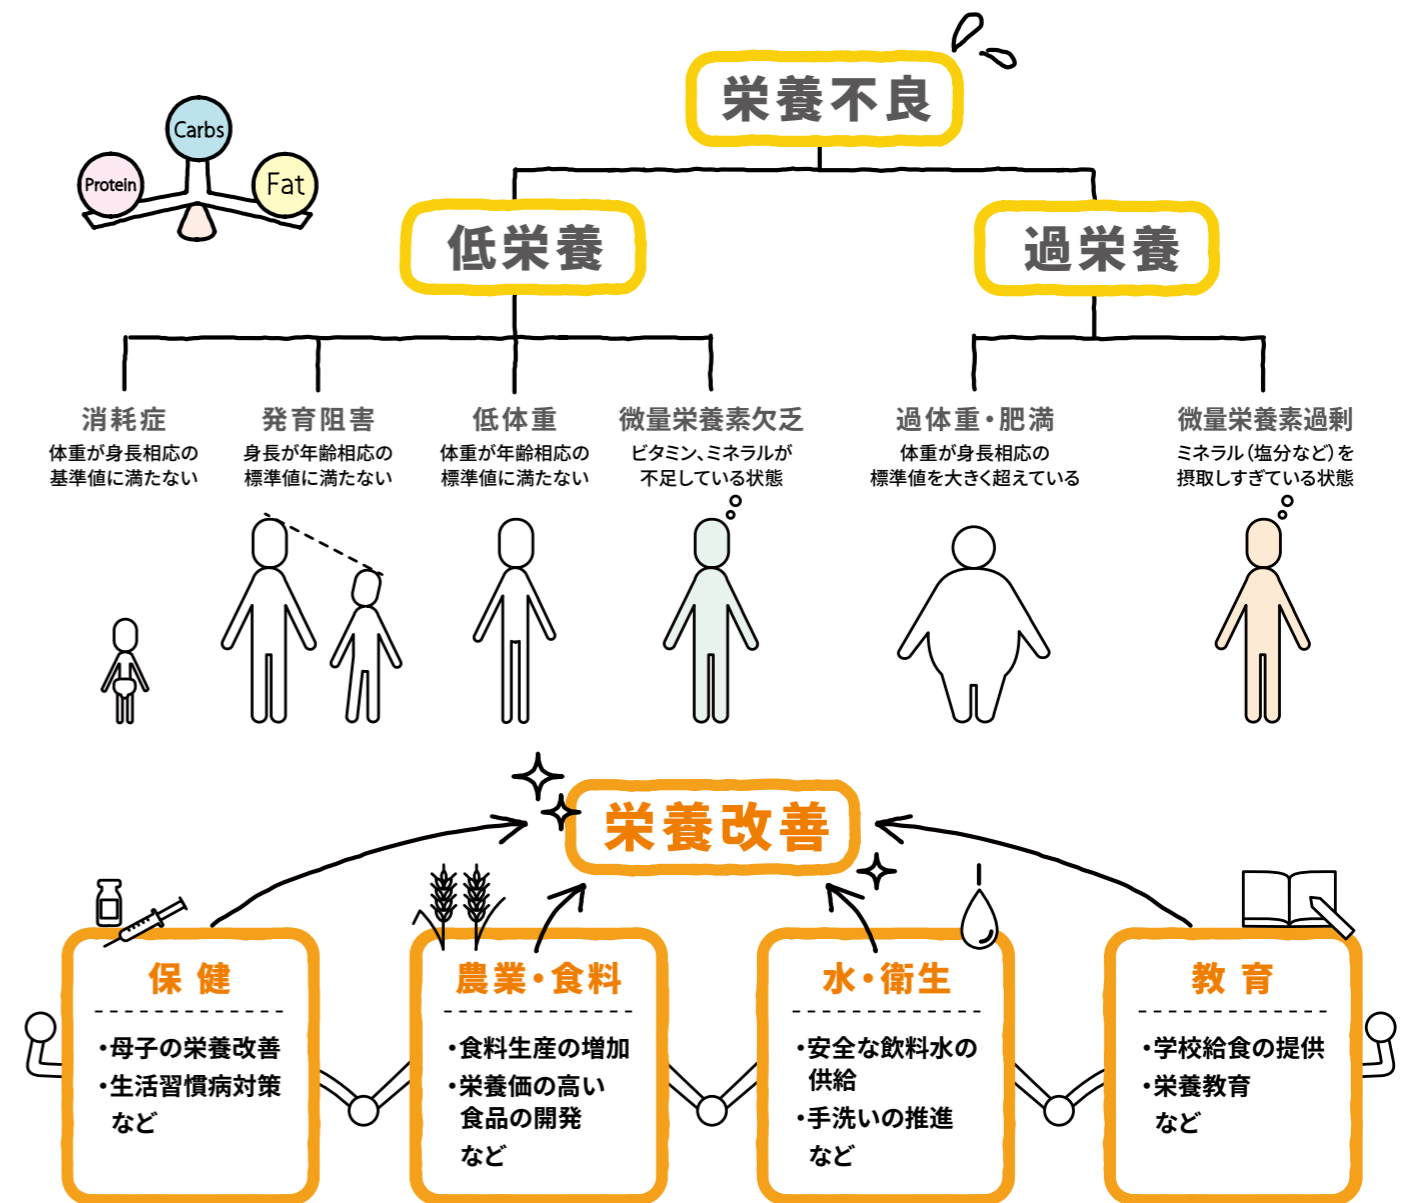 栄養不良
Carbs
Protein
Fat
低栄養
過栄養
消耗症
体重が身長相応の
基準値に満たない
発育阻害
身長が年齢相応の
標準値に満たない
低体重
体重が年齢相応の
標準値に満たない
微量栄養素欠乏
ビタミン、ミネラルが
不足している状態
過体重・肥満
体重が身長相応の
標準値を大きく超えている
微量栄養素過剰
ミネラル（塩分など）を
摂取しすぎている状態
栄養改善
保健
・母子の栄養改善
・生活習慣病対策
など
農業・食料
・食料生産の増加
・栄養価の高い
食品の開発
など
水・衛生
・安全な飲料水の
供給
・手洗いの推進
など
教育
・学校給食の提供
・栄養教育
など